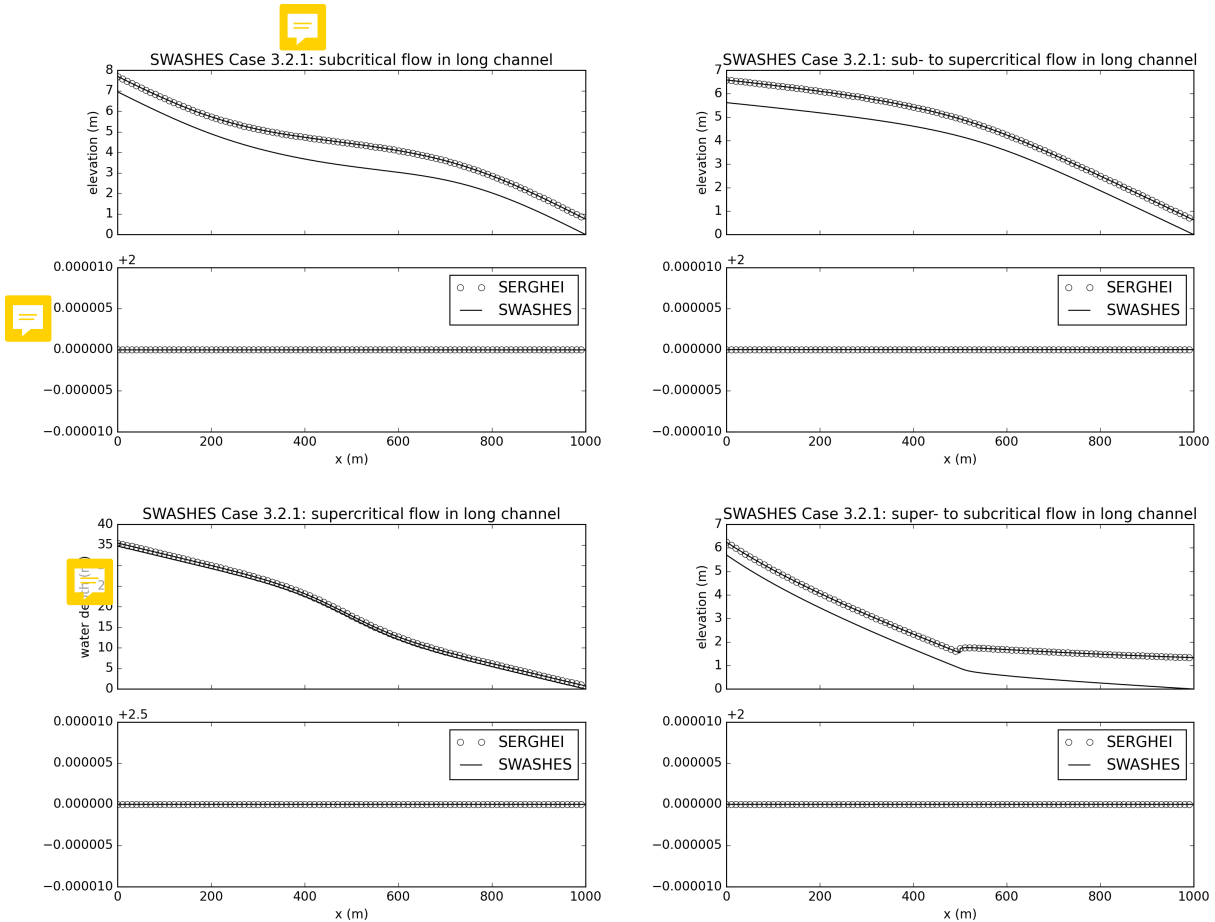 SWASHES Case 3.2.1: subcritical flow in long channel
8
7
6
5
4
3
2
1
0
elevation (m)
+2
0.000010
0.000005
0.000000
−0.000005
−0.000010
SERGHEI
SWASHES
0 200 400 600 800 1000
x (m)
SWASHES Case 3.2.1: sub- to supercritical flow in long channel
7
6
5
4
3
2
1
0
elevation (m)
+2
0.000010
0.000005
0.000000
−0.000005
−0.000010
SERGHEI
SWASHES
0 200 400 600 800 1000
x (m)
SWASHES Case 3.2.1: supercritical flow in long channel
40
35
20
15
10
5
0
water
+2.5
0.000010
0.000005
0.000000
−0.000005
−0.000010
SERGHEI
SWASHES
0 200 400 600 800 1000
x (m)
SWASHES Case 3.2.1: super- to subcritical flow in long channel
7
6
5
4
3
2
1
0
elevation (m)
+2
0.000010
0.000005
0.000000
−0.000005
−0.000010
SERGHEI
SWASHES
0 200 400 600 800 1000
x (m)